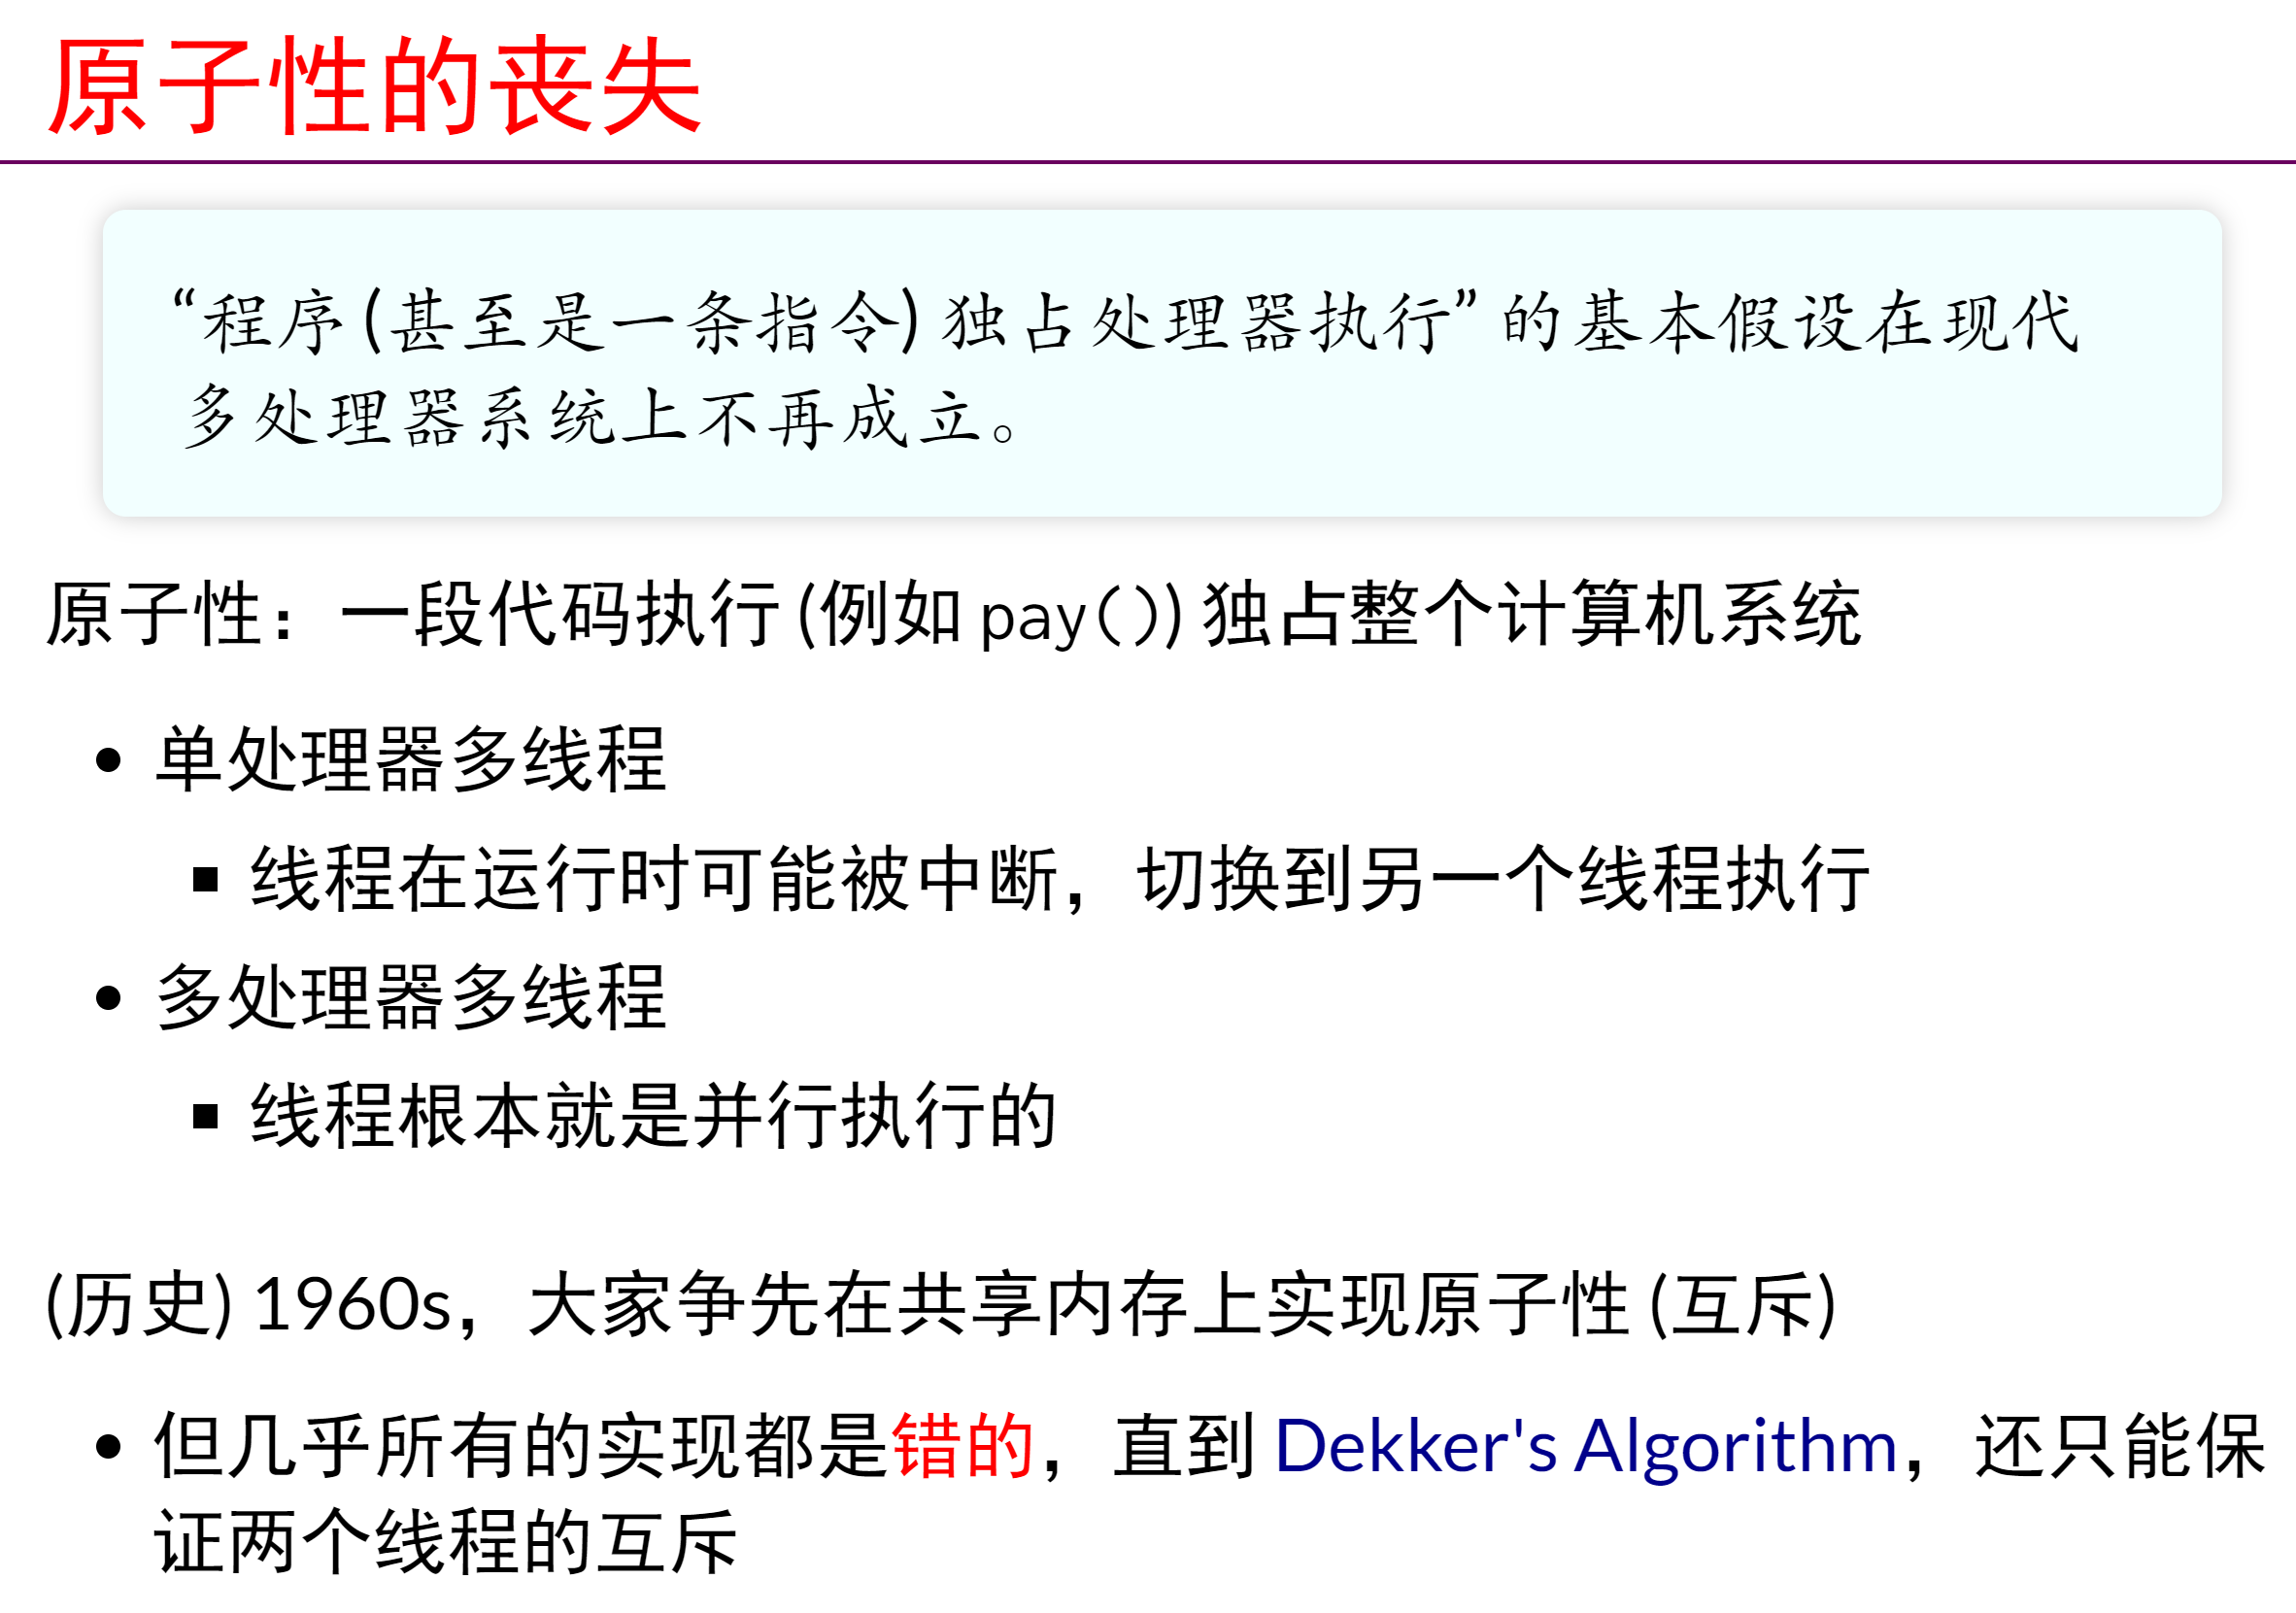 原子性的丧失
“程序 (甚至是一条指令) 独占处理器执行” 的基本假设在现代
多处理器系统上不再成立。
原子性：一段代码执行 (例如 pay()) 独占整个计算机系统
• 单处理器多线程
▪ 线程在运行时可能被中断，切换到另一个线程执行
• 多处理器多线程
▪ 线程根本就是并行执行的
(历史) 1960s，大家争先在共享内存上实现原子性 (互斥)
• 但几乎所有的实现都是错的，直到 Dekker's Algorithm，还只能保
证两个线程的互斥